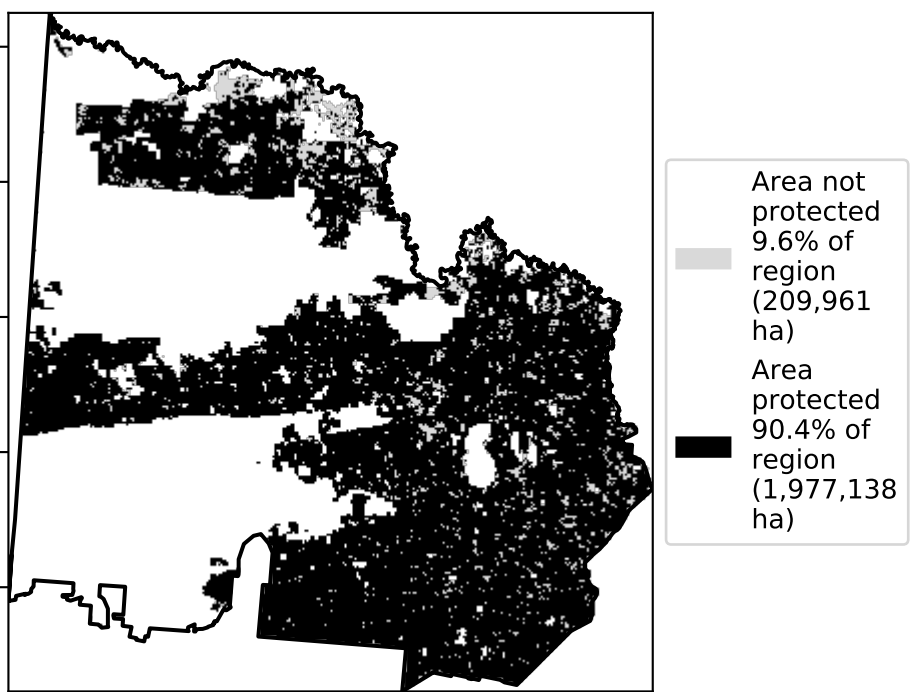 Area not
protected
9.6% of
region
(209,961
ha)
Area
protected
90.4% of
region
(1,977,138
ha)